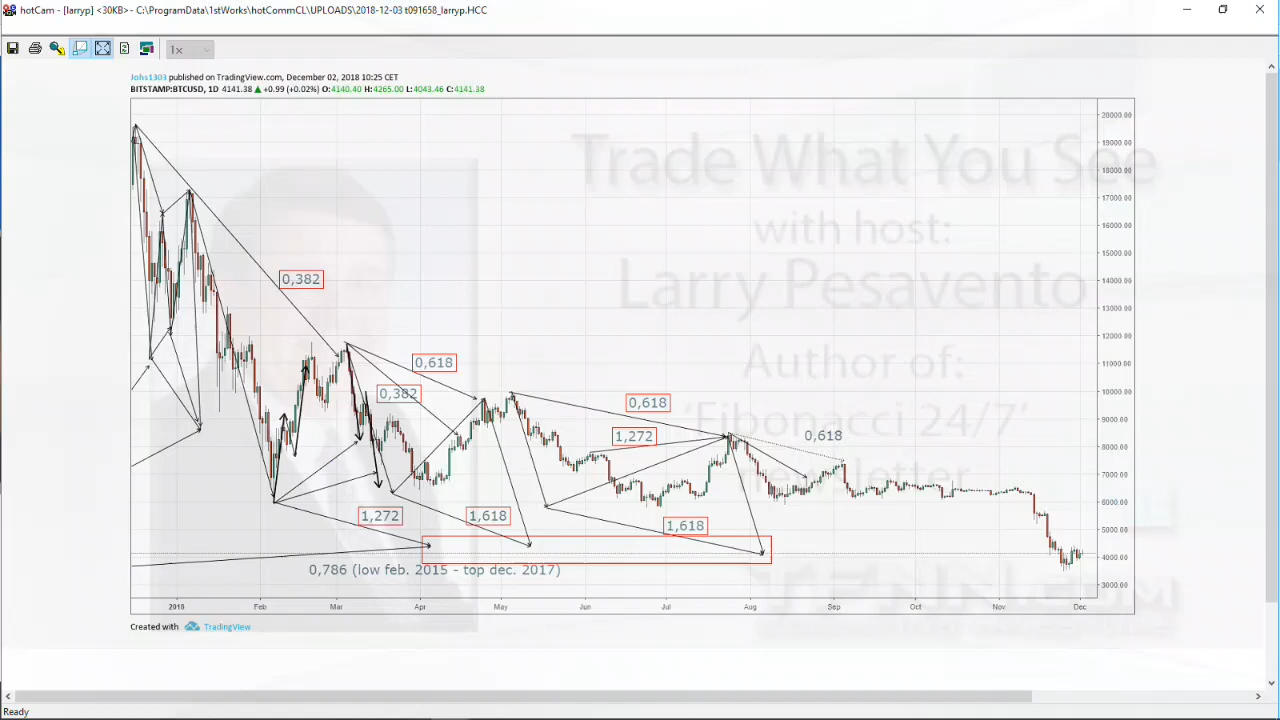 hotCam - [larryp] <30KB> - C:\ProgramData\1stWorks\hotCommCL\UPLOADS\2018-12-03 t091658_larryp.HCC
1x
Johs1303 published on TradingView.com, December 02, 2018 10:25 CET
BITSTAMP:BTCUSD, 1D 4141.38 ▲ +0.99 (+0.02%) O:4140.40 H:4265.00 L:4043.46 C:4141.38
Trade What You See
with host:
Larry Pesavento
Author of:
'Fibonacci 24/7'
newsletter
20000.00
19000.00
18000.00
17000.00
16000.00
15000.00
14000.00
13000.00
12000.00
11000.00
10000.00
9000.00
8000.00
7000.00
6000.00
5000.00
4000.00
3000.00
0,382
0,618
0,382
0,618
1,272
0,618
1,272
1,618
1,618
0,786 (low feb. 2015 - top dec. 2017)
2018 Feb Mar Apr May Jun Jul Aug Sep Oct Nov Dec
Created with TradingView
Ready